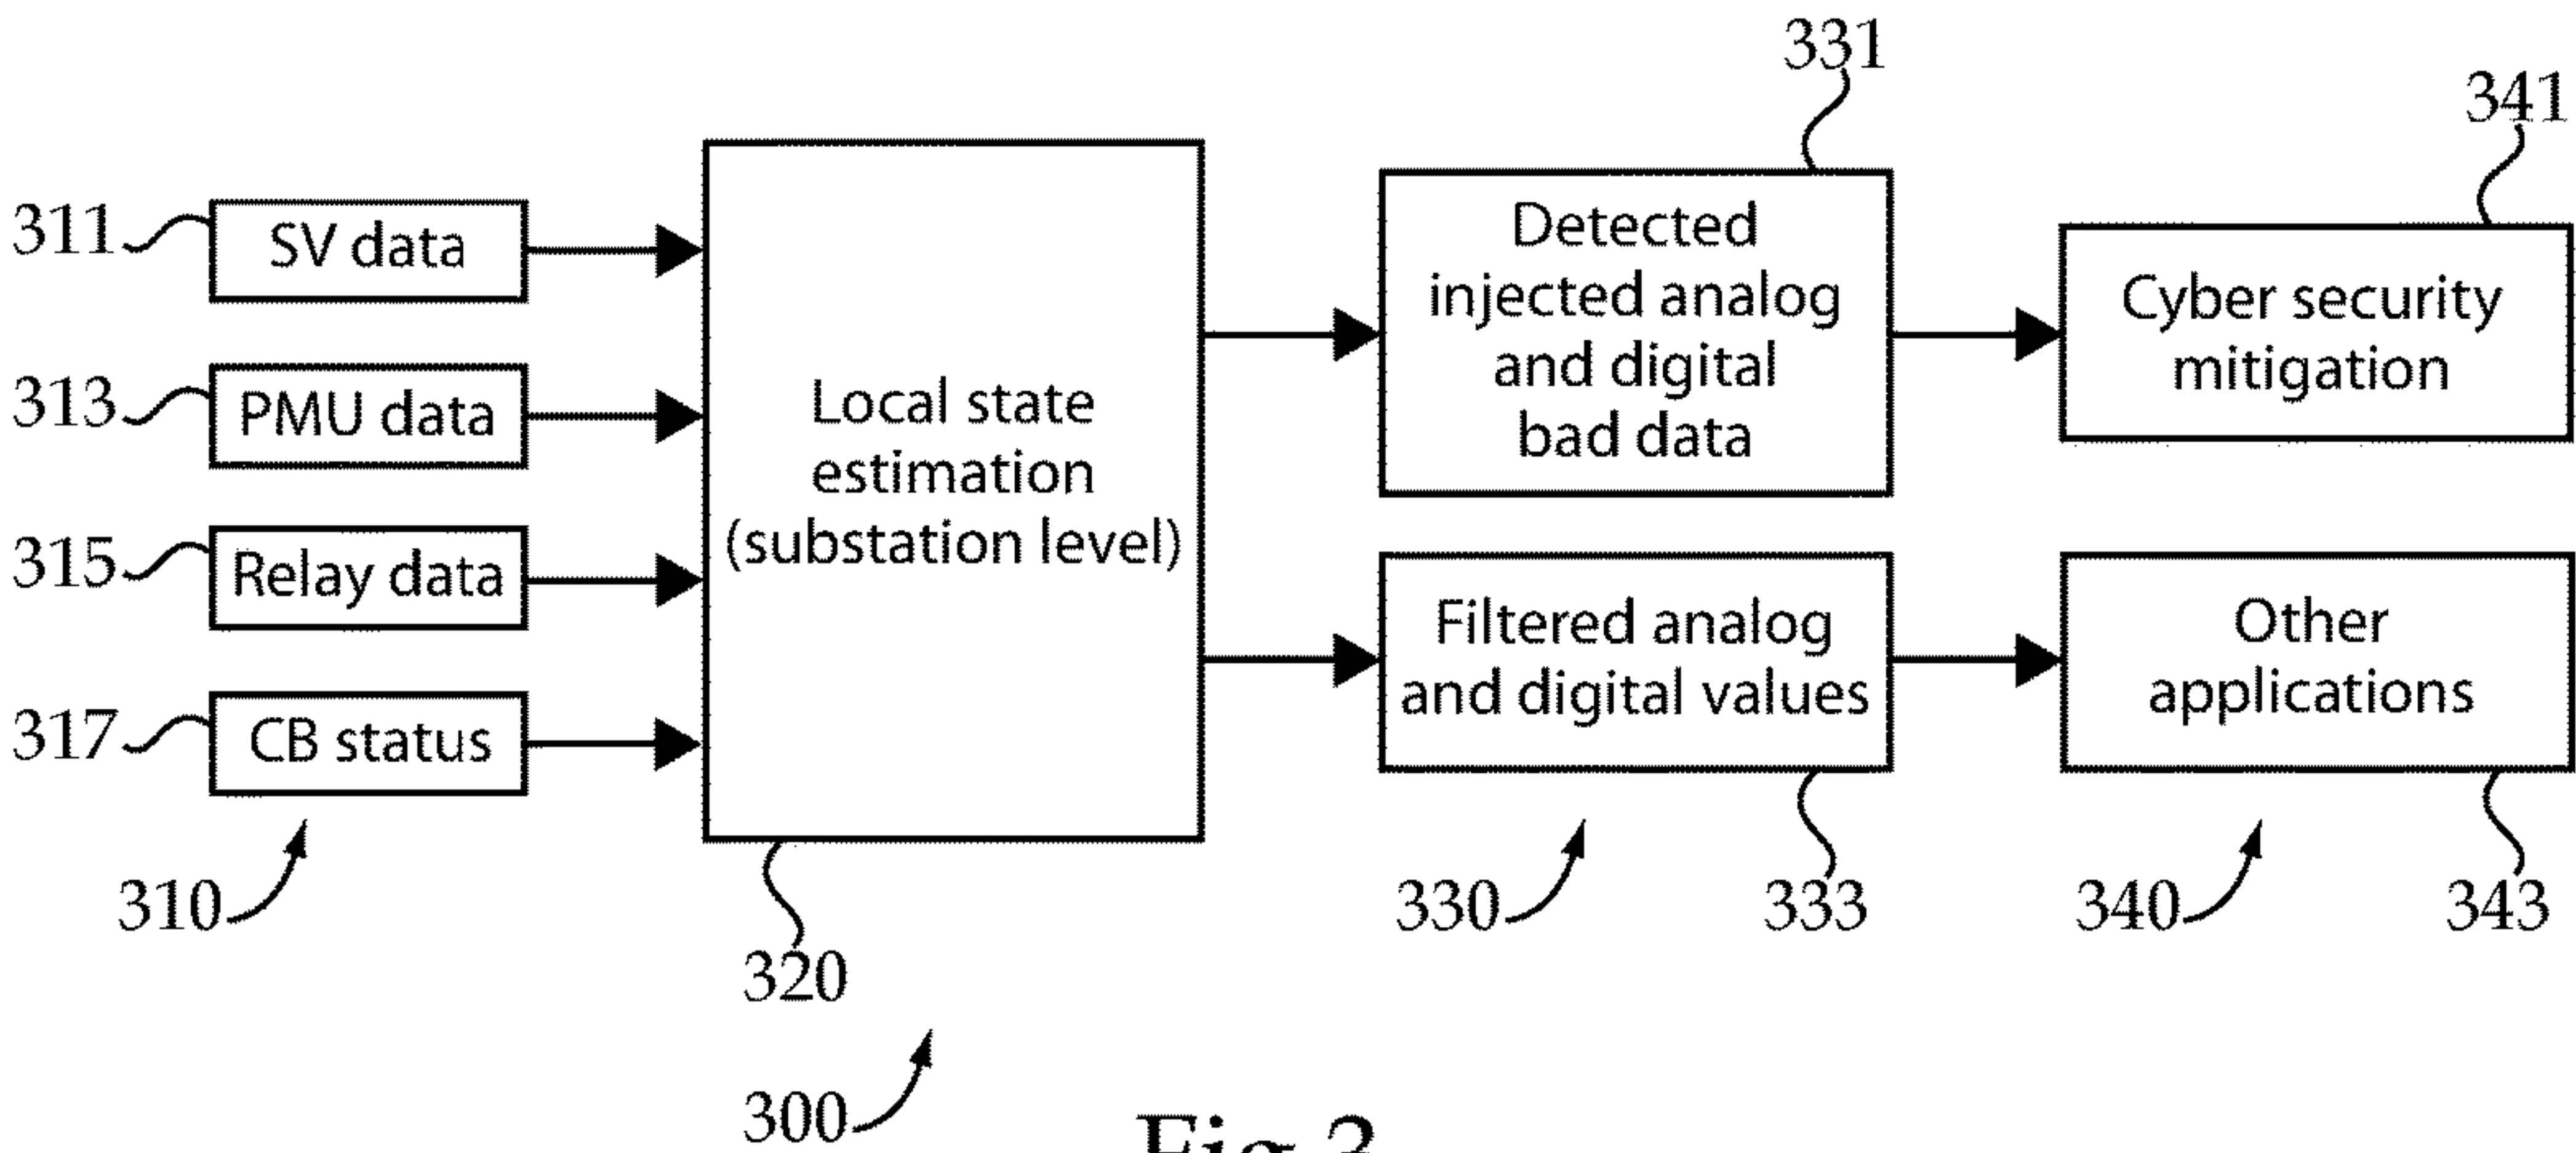 331
341
311
SV data
313
PMU data
315
Relay data
317
CB status
310
Local state
estimation
(substation level)
320
300
Detected
injected analog
and digital
bad data
Filtered analog
and digital values
330
333
Cyber security
mitigation
Other
applications
340
343
Fig.3